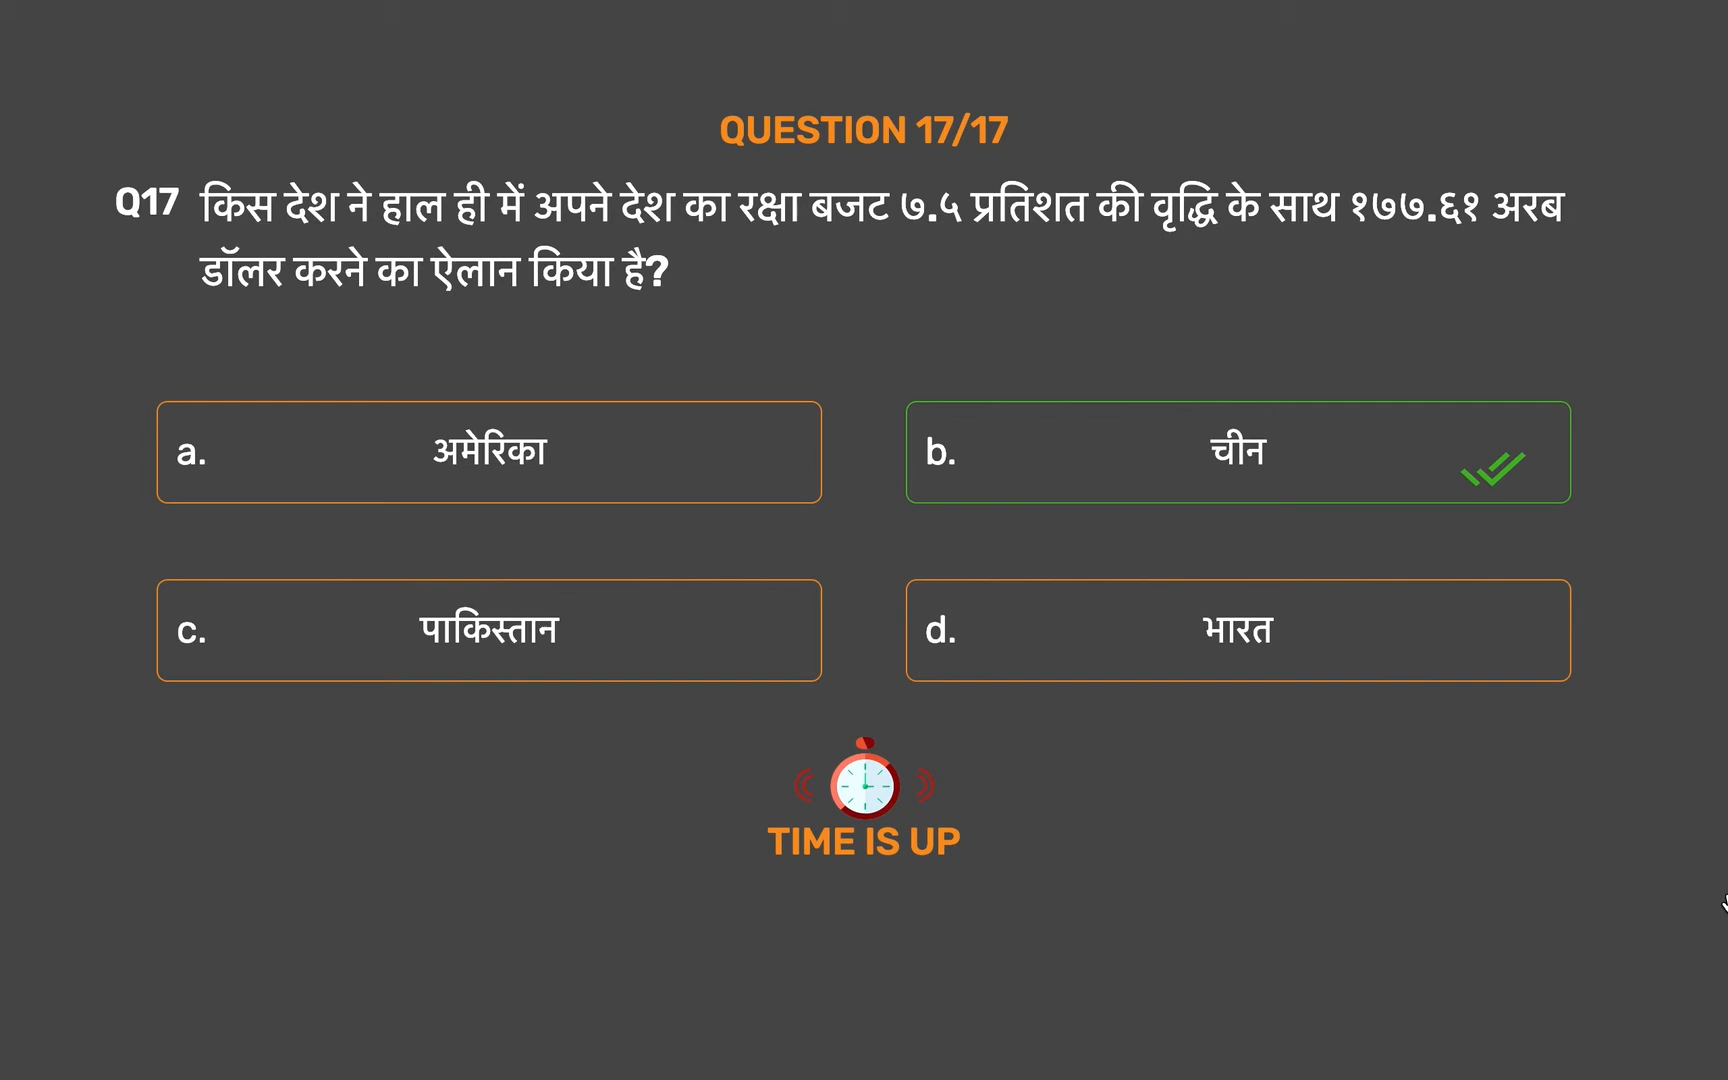 QUESTION 17/17
Q17 किस देश ने हाल ही में अपने देश का रक्षा बजट ७.५ प्रतिशत की वृद्धि के साथ १७७.६१ अरब
डॉलर करने का ऐलान किया है?
a. अमेरिका
b. चीन
c. पाकिस्तान
d. भारत
TIME IS UP